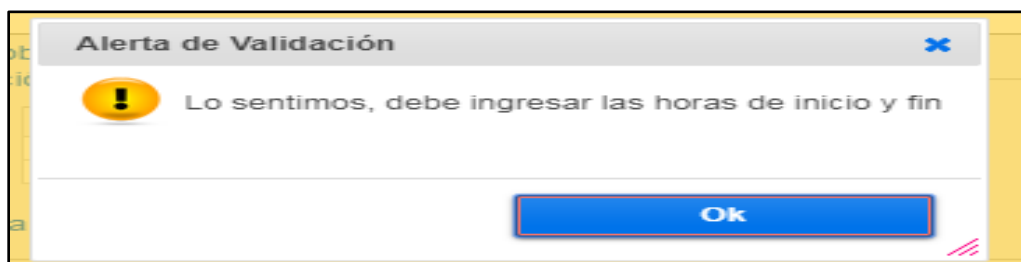 Alerta de Validación
Lo sentimos, debe ingresar las horas de inicio y fin
Ok